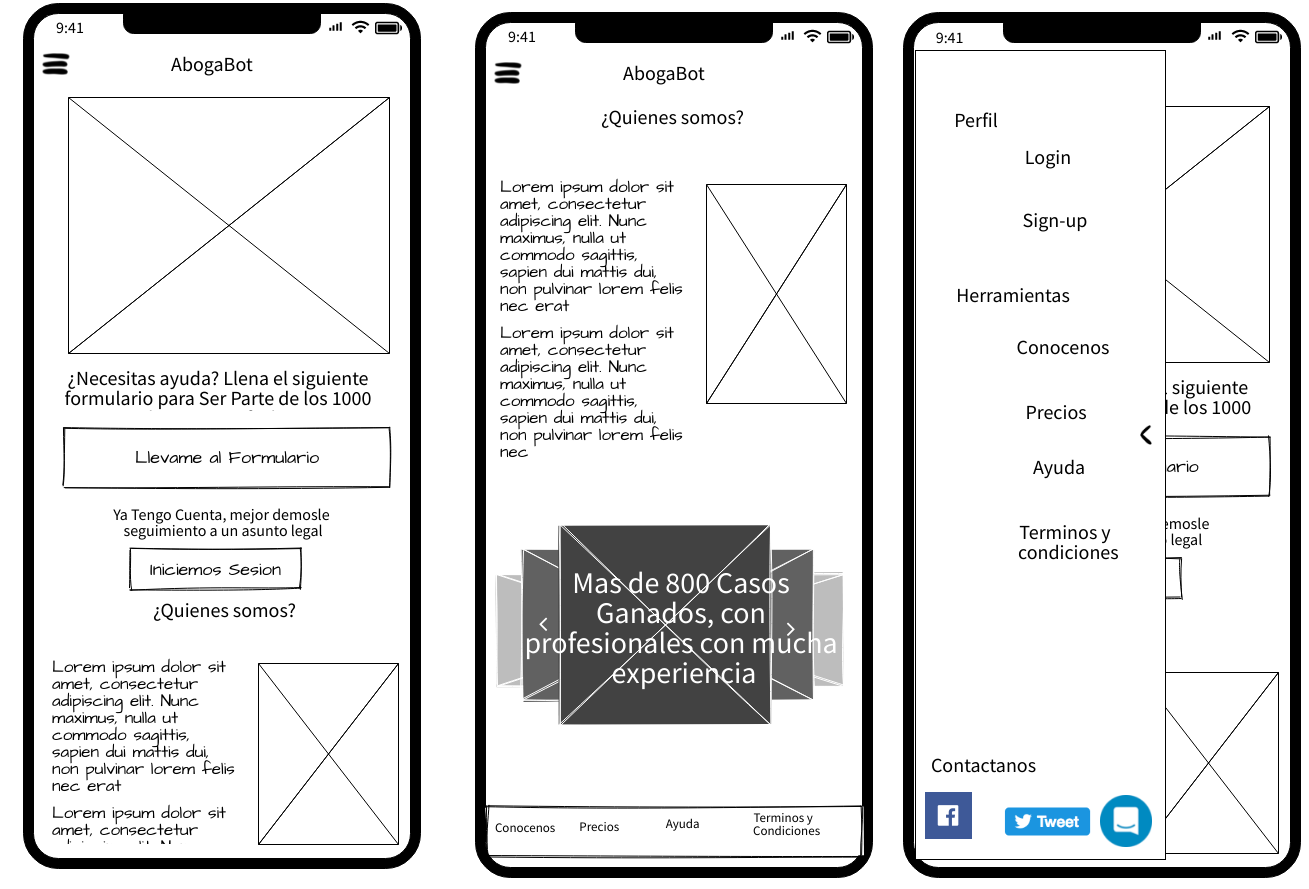 9:41
AbogaBot
¿Necesitas ayuda? Llena el siguiente
formulario para Ser Parte de los 1000
Llevame al Formulario
Ya Tengo Cuenta, mejor demosle
seguimiento a un asunto legal
Iniciemos Sesion
¿Quienes somos?
Lorem ipsum dolor sit
amet, consectetur
adipiscing elit. Nunc
maximus, nulla ut
commodo sagittis,
sapien dui mattis dui,
non pulvinar lorem felis
nec erat
Lorem ipsum dolor sit
amet, consectetur
9:41
AbogaBot
¿Quienes somos?
Lorem ipsum dolor sit
amet, consectetur
adipiscing elit. Nunc
maximus, nulla ut
commodo sagittis,
sapien dui mattis dui,
non pulvinar lorem felis
nec erat
Lorem ipsum dolor sit
amet, consectetur
adipiscing elit. Nunc
maximus, nulla ut
commodo sagittis,
sapien dui mattis dui,
non pulvinar lorem felis
nec
Mas de 800 Casos
Ganados, con
profesionales con mucha
experiencia
Conocenos
Precios
Ayuda
Terminos y
Condiciones
9:41
Perfil
Login
Sign-up
Herramientas
Conocenos
Precios
Ayuda
Terminos y
condiciones
Contactanos
Tweet
siguiente
de los 1000
ario
emosle
legal